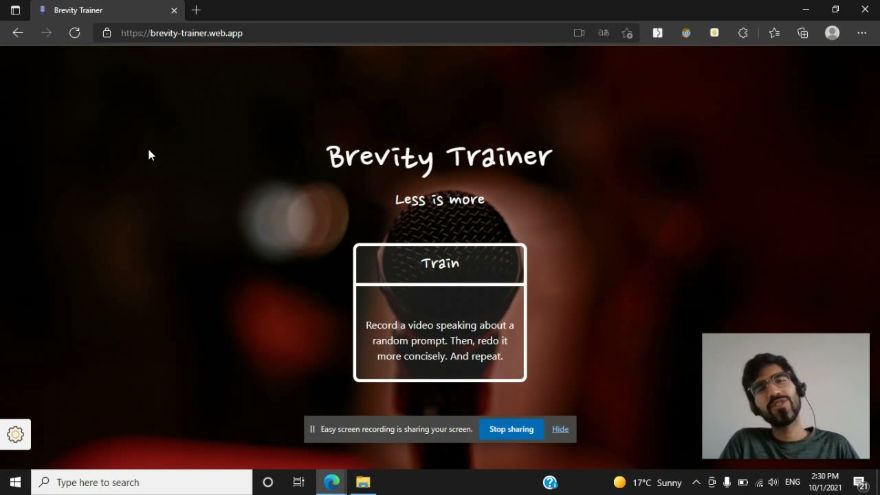 Brevity Trainer
https://brevity-trainer.web.app
Brevity Trainer
Less is more
Train
Record a video speaking about a
random prompt. Then, redo it
more concisely. And repeat.
Easy screen recording is sharing your screen.
Stop sharing
Hide
Type here to search
17°C Sunny
ENG
2:30 PM
10/1/2021
21